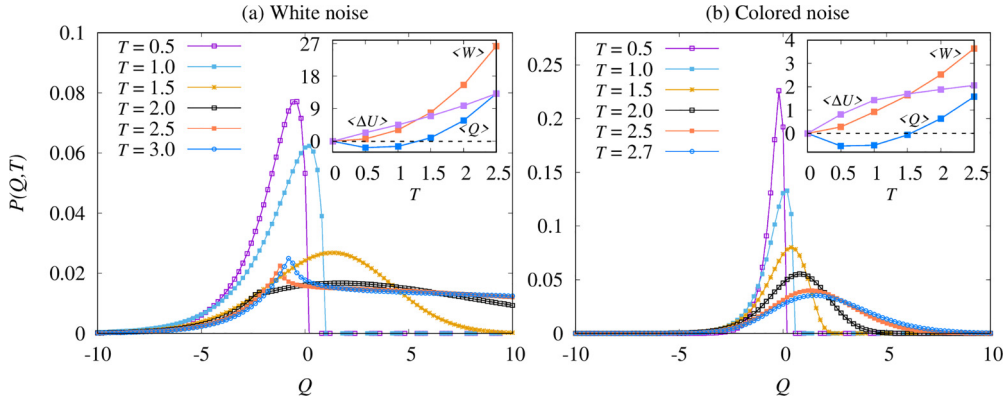 (a) White noise
(b) Colored noise
P(Q,T)
0.1
0.08
0.06
0.04
0.02
0
-10
-5
0
5
10
Q
T = 0.5
T = 1.0
T = 1.5
T = 2.0
T = 2.5
T = 3.0
27
18
9
0
0
0.5
1
1.5
2
2.5
T
<W>
<ΔU>
<Q>
0.25
0.2
0.15
0.1
0.05
0
-10
-5
0
5
10
Q
T = 0.5
T = 1.0
T = 1.5
T = 2.0
T = 2.5
T = 2.7
4
3
2
1
0
0
0.5
1
1.5
2
2.5
T
<W>
<ΔU>
<Q>